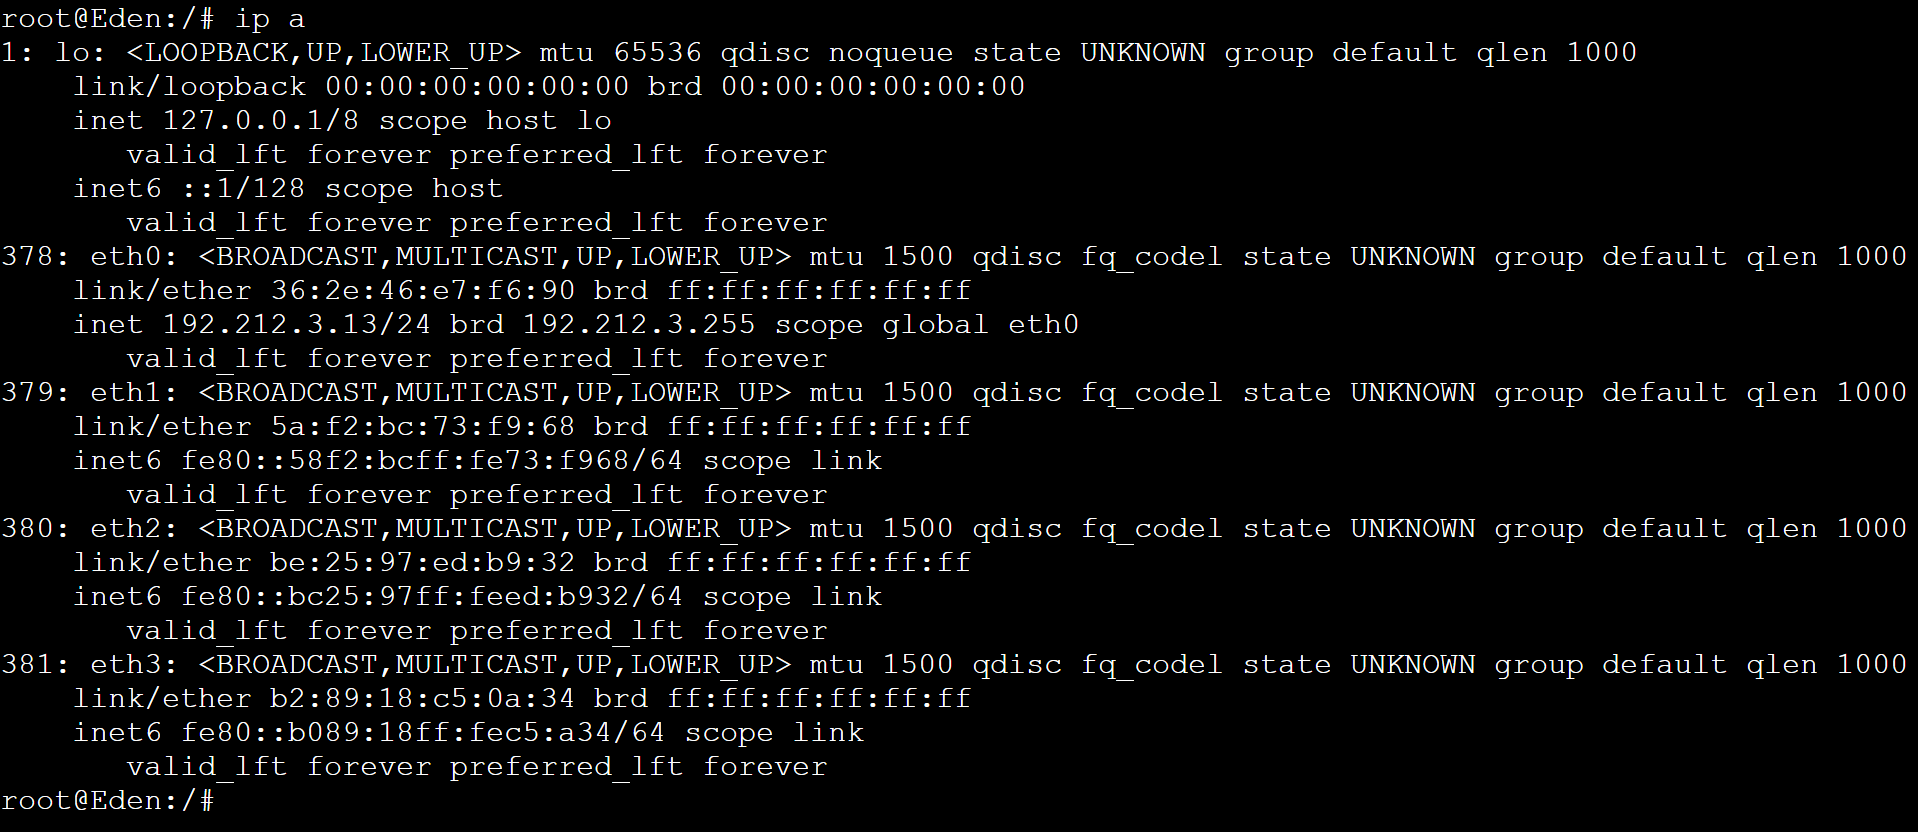 root@Eden:/# ip a
1: lo: <LOOPBACK,UP,LOWER_UP> mtu 65536 qdisc noqueue state UNKNOWN group default qlen 1000
    link/loopback 00:00:00:00:00:00 brd 00:00:00:00:00:00
    inet 127.0.0.1/8 scope host lo
       valid_lft forever preferred_lft forever
    inet6 ::1/128 scope host
       valid_lft forever preferred_lft forever
378: eth0: <BROADCAST,MULTICAST,UP,LOWER_UP> mtu 1500 qdisc fq_codel state UNKNOWN group default qlen 1000
    link/ether 36:2e:46:e7:f6:90 brd ff:ff:ff:ff:ff:ff
    inet 192.212.3.13/24 brd 192.212.3.255 scope global eth0
       valid_lft forever preferred_lft forever
379: eth1: <BROADCAST,MULTICAST,UP,LOWER_UP> mtu 1500 qdisc fq_codel state UNKNOWN group default qlen 1000
    link/ether 5a:f2:bc:73:f9:68 brd ff:ff:ff:ff:ff:ff
    inet6 fe80::58f2:bcff:fe73:f968/64 scope link
       valid_lft forever preferred_lft forever
380: eth2: <BROADCAST,MULTICAST,UP,LOWER_UP> mtu 1500 qdisc fq_codel state UNKNOWN group default qlen 1000
    link/ether be:25:97:ed:b9:32 brd ff:ff:ff:ff:ff:ff
    inet6 fe80::bc25:97ff:feed:b932/64 scope link
       valid_lft forever preferred_lft forever
381: eth3: <BROADCAST,MULTICAST,UP,LOWER_UP> mtu 1500 qdisc fq_codel state UNKNOWN group default qlen 1000
    link/ether b2:89:18:c5:0a:34 brd ff:ff:ff:ff:ff:ff
    inet6 fe80::b089:18ff:fec5:a34/64 scope link
       valid_lft forever preferred_lft forever
root@Eden:/#